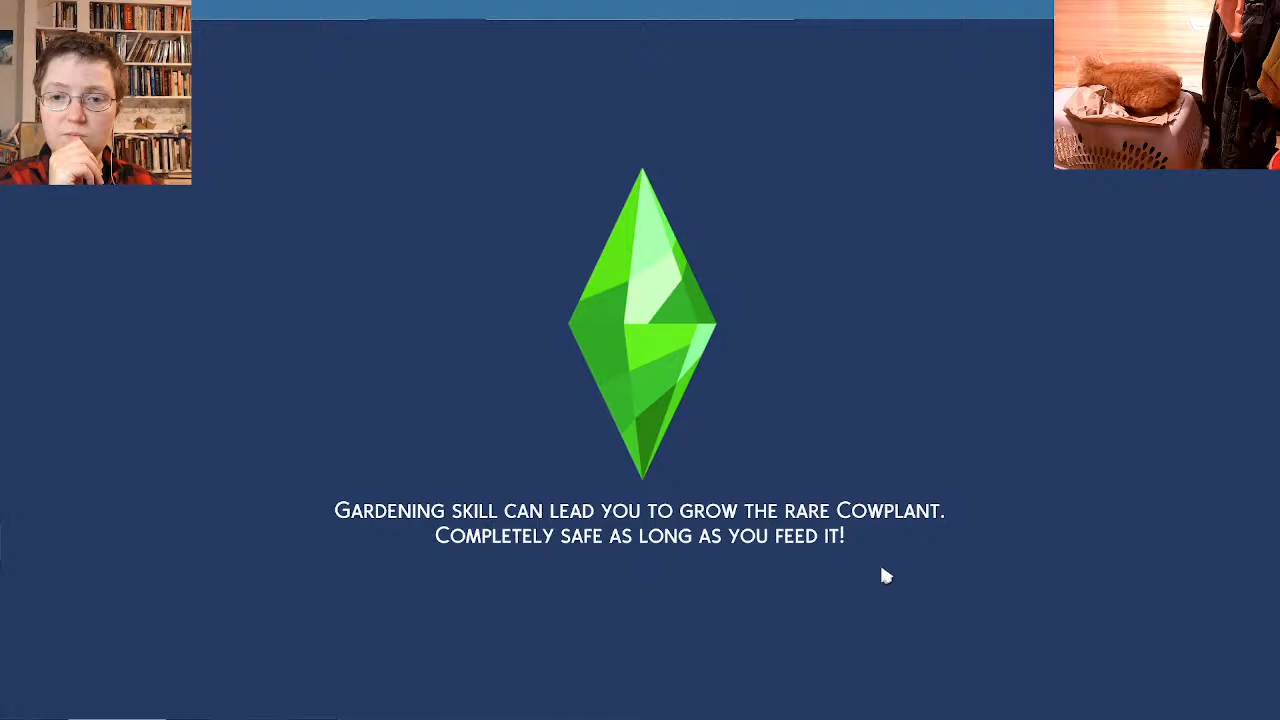 Gardening skill can lead you to grow the rare Cowplant.
Completely safe as long as you feed it!